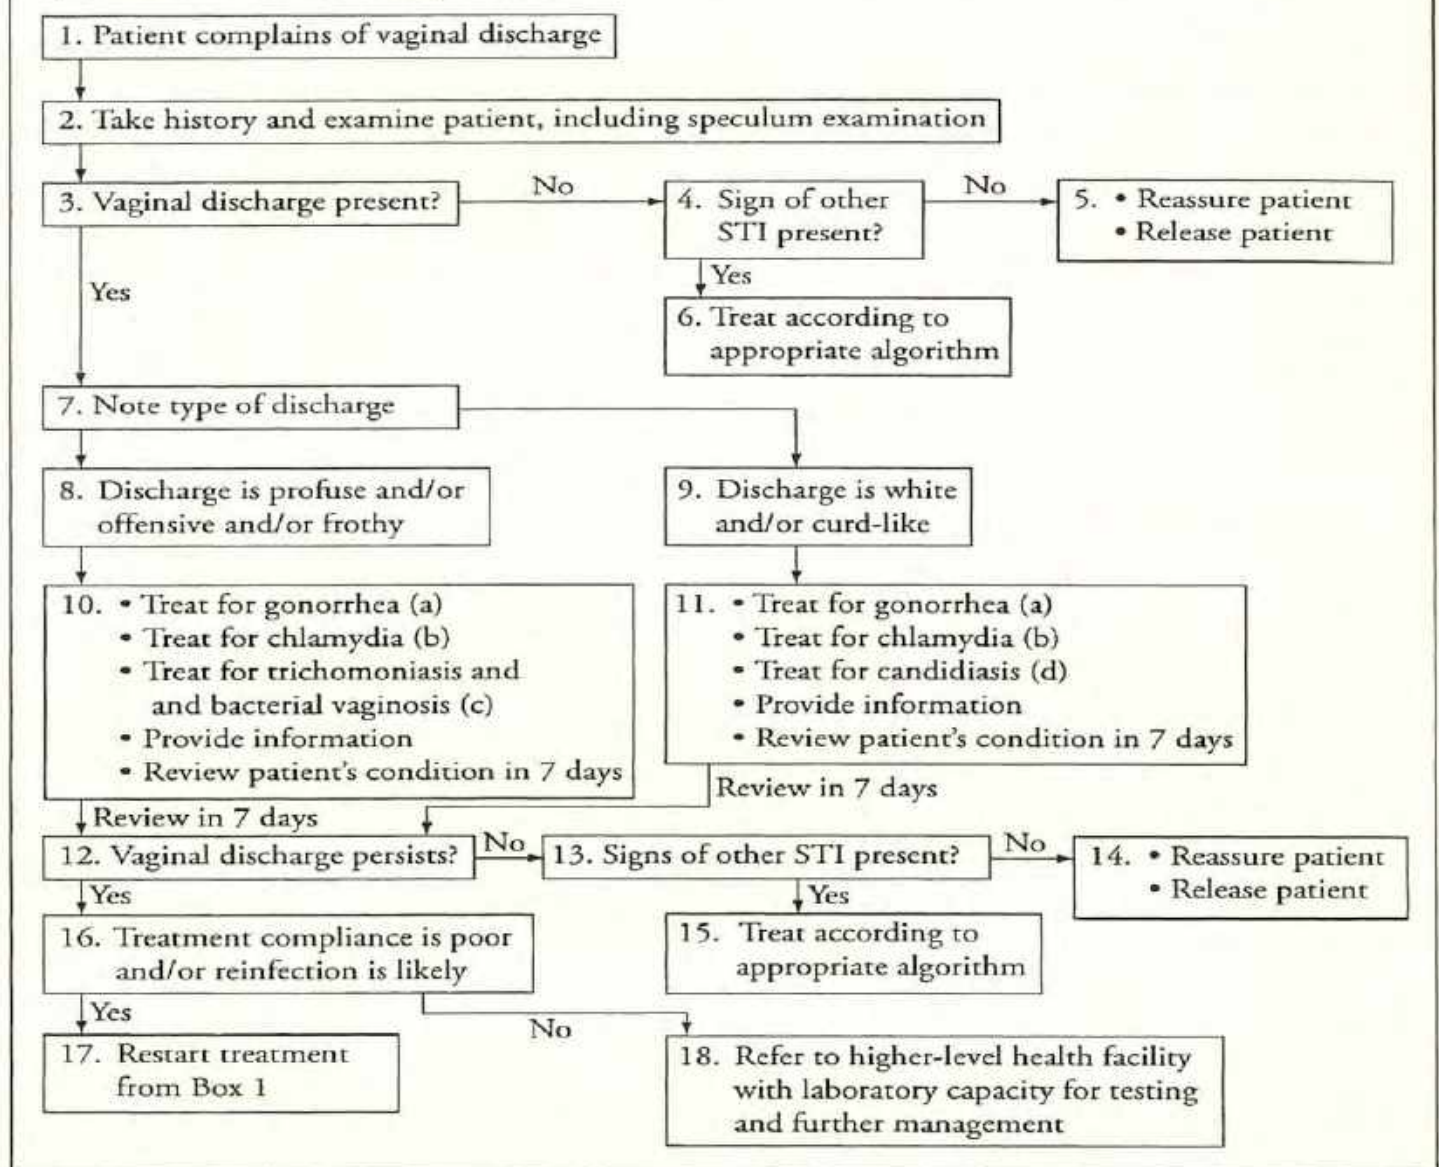 1. Patient complains of vaginal discharge
2. Take history and examine patient, including speculum examination
3. Vaginal discharge present?
No
4. Sign of other
STI present?
No
5. • Reassure patient
• Release patient
Yes
Yes
6. Treat according to
appropriate algorithm
7. Note type of discharge
8. Discharge is profuse and/or
offensive and/or frothy
9. Discharge is white
and/or curd-like
10. • Treat for gonorrhea (a)
• Treat for chlamydia (b)
• Treat for trichomoniasis and
and bacterial vaginosis (c)
• Provide information
• Review patient's condition in 7 days
11. • Treat for gonorrhea (a)
• Treat for chlamydia (b)
• Treat for candidiasis (d)
• Provide information
• Review patient's condition in 7 days
Review in 7 days
Review in 7 days
12. Vaginal discharge persists?
No
13. Signs of other STI present?
No
14. • Reassure patient
• Release patient
Yes
Yes
16. Treatment compliance is poor
and/or reinfection is likely
15. Treat according to
appropriate algorithm
Yes
No
17. Restart treatment
from Box 1
18. Refer to higher-level health facility
with laboratory capacity for testing
and further management